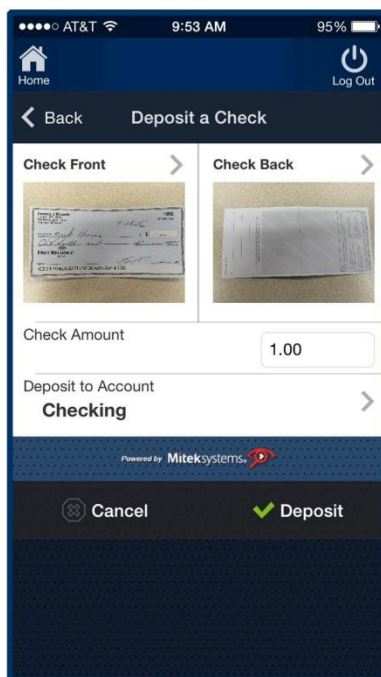 AT&T 9:53 AM 95%
Home Log Out
Back Deposit a Check
Check Front Check Back
Check Amount 1.00
Deposit to Account
Checking
Powered by Miteksystems.
Cancel Deposit